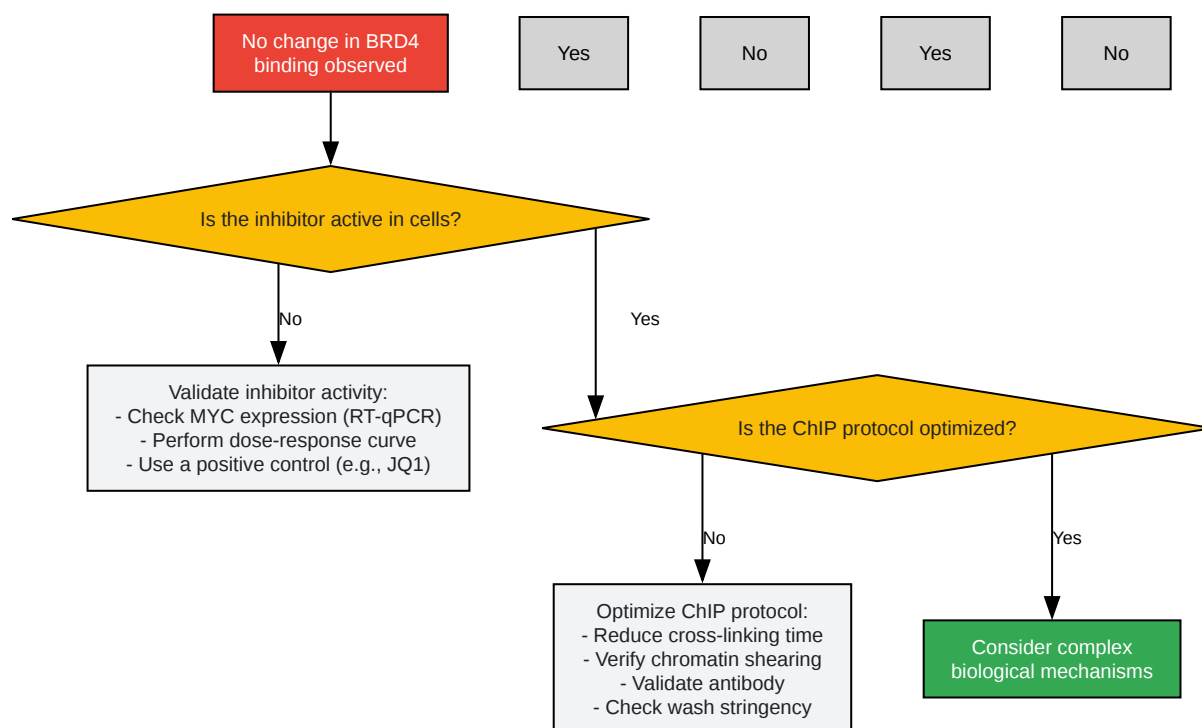 No change in BRD4
binding observed
Yes
No
Yes
No
Is the inhibitor active in cells?
No
Yes
Validate inhibitor activity:
- Check MYC expression (RT-qPCR)
- Perform dose-response curve
- Use a positive control (e.g., JQ1)
Is the ChIP protocol optimized?
No
Yes
Optimize ChIP protocol:
- Reduce cross-linking time
- Verify chromatin shearing
- Validate antibody
- Check wash stringency
Consider complex
biological mechanisms